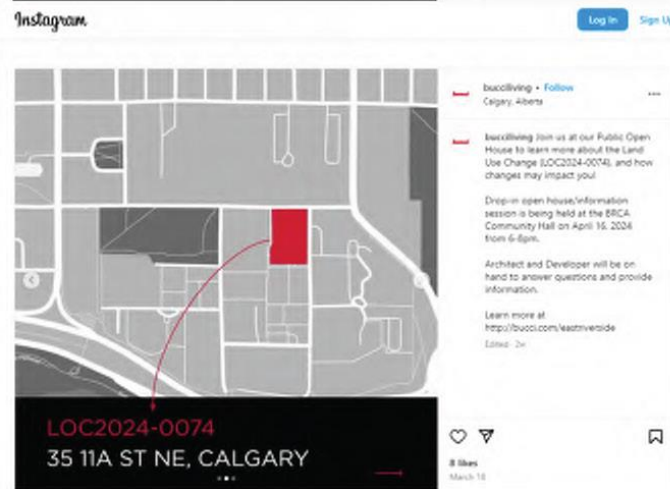 Instagram
Log In
Sign Up
bucciliving • Follow
Calgary, Alberta
bucciliving Join us at our Public Open
House to learn more about the Land
Use Change (LOC2024-0074), and how
changes may impact you!
Drop-in open house/information
session is being held at the BRCA
Community Hall on April 16, 2024
from 6-8pm.
Architect and Developer will be on
hand to answer questions and provide
information.
Learn more at
http://bucci.com/eastriverside
Edited · 2w
LOC2024-0074
35 11A ST NE, CALGARY
8 likes